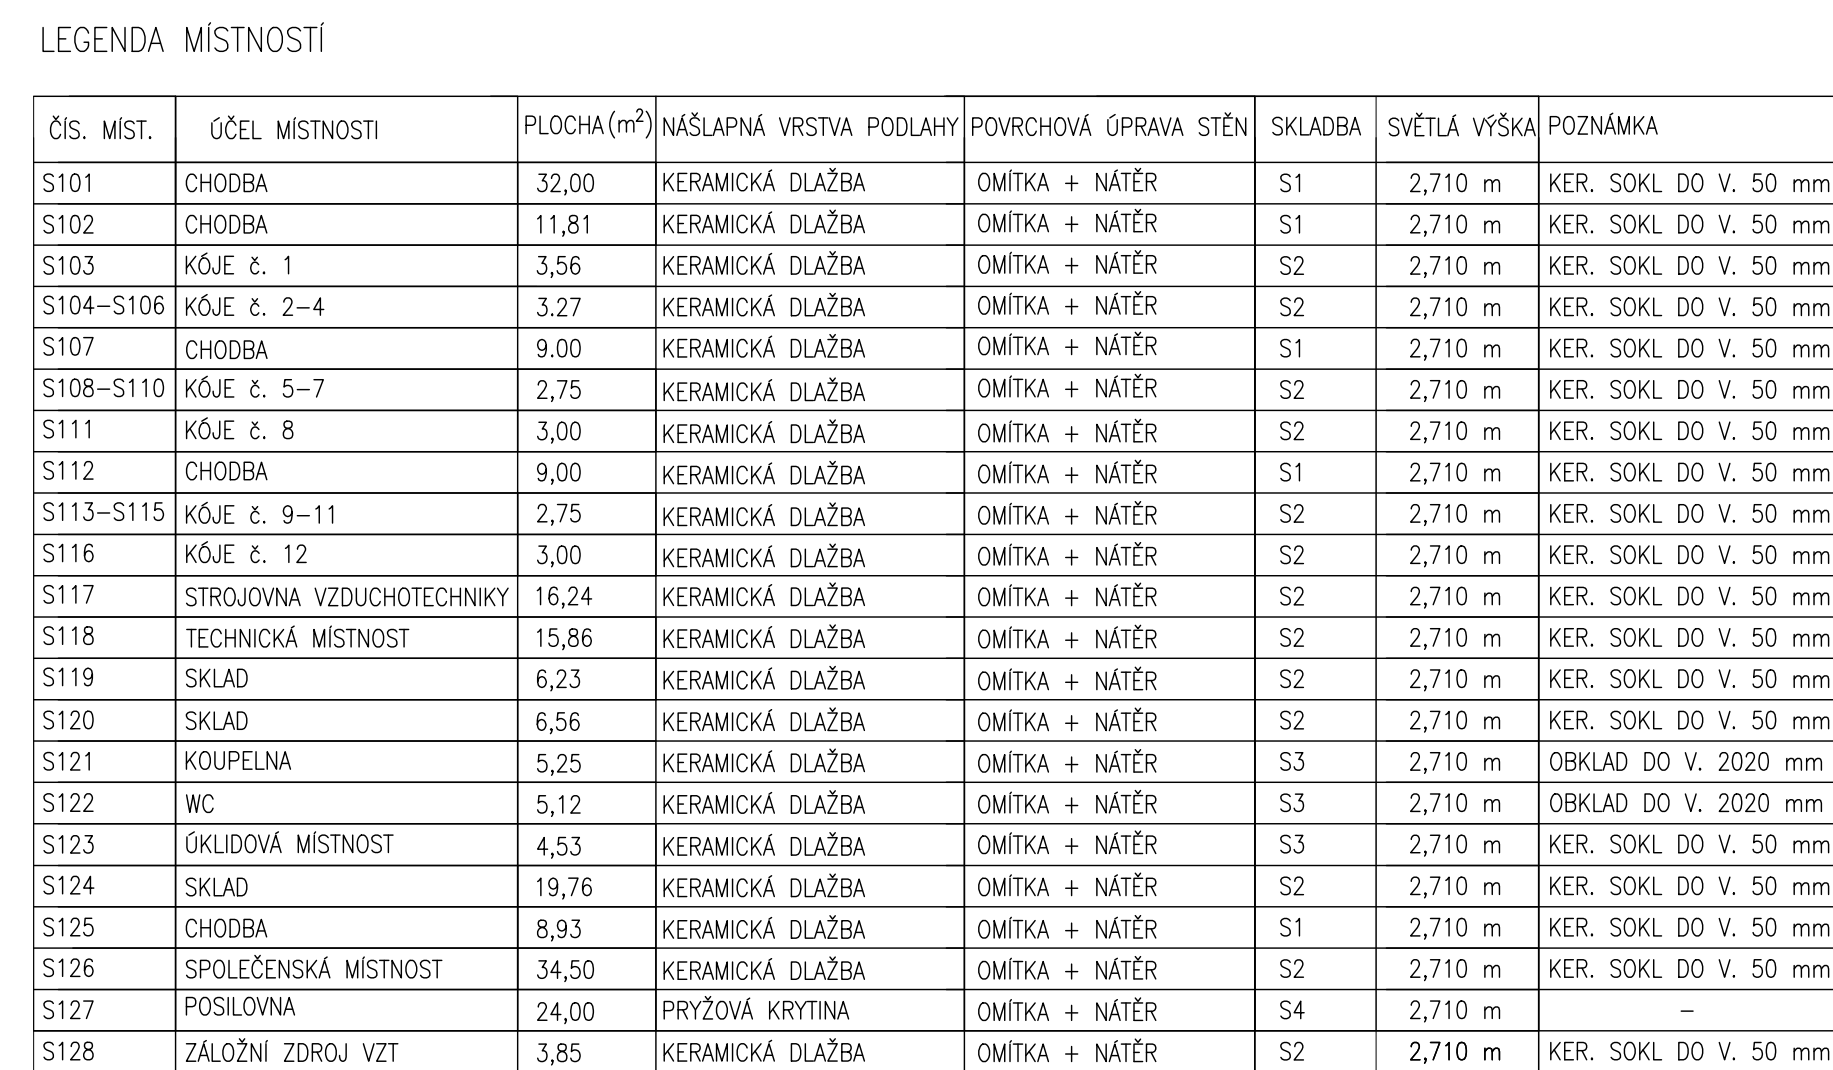 LEGENDA MÍSTNOSTÍ
ČÍS. MÍST. ÚČEL MÍSTNOSTI PLOCHA (m²) NÁŠLAPNÁ VRSTVA PODLAHY POVRCHOVÁ ÚPRAVA STĚN SKLADBA SVĚTLÁ VÝŠKA POZNÁMKA
S101 CHODBA 32,00 KERAMICKÁ DLAŽBA OMÍTKA + NÁTĚR S1 2,710 m KER. SOKL DO V. 50 mm
S102 CHODBA 11,81 KERAMICKÁ DLAŽBA OMÍTKA + NÁTĚR S1 2,710 m KER. SOKL DO V. 50 mm
S103 KÓJE č. 1 3,56 KERAMICKÁ DLAŽBA OMÍTKA + NÁTĚR S2 2,710 m KER. SOKL DO V. 50 mm
S104–S106 KÓJE č. 2–4 3.27 KERAMICKÁ DLAŽBA OMÍTKA + NÁTĚR S2 2,710 m KER. SOKL DO V. 50 mm
S107 CHODBA 9.00 KERAMICKÁ DLAŽBA OMÍTKA + NÁTĚR S1 2,710 m KER. SOKL DO V. 50 mm
S108–S110 KÓJE č. 5–7 2,75 KERAMICKÁ DLAŽBA OMÍTKA + NÁTĚR S2 2,710 m KER. SOKL DO V. 50 mm
S111 KÓJE č. 8 3,00 KERAMICKÁ DLAŽBA OMÍTKA + NÁTĚR S2 2,710 m KER. SOKL DO V. 50 mm
S112 CHODBA 9,00 KERAMICKÁ DLAŽBA OMÍTKA + NÁTĚR S1 2,710 m KER. SOKL DO V. 50 mm
S113–S115 KÓJE č. 9–11 2,75 KERAMICKÁ DLAŽBA OMÍTKA + NÁTĚR S2 2,710 m KER. SOKL DO V. 50 mm
S116 KÓJE č. 12 3,00 KERAMICKÁ DLAŽBA OMÍTKA + NÁTĚR S2 2,710 m KER. SOKL DO V. 50 mm
S117 STROJOVNA VZDUCHOTECHNIKY 16,24 KERAMICKÁ DLAŽBA OMÍTKA + NÁTĚR S2 2,710 m KER. SOKL DO V. 50 mm
S118 TECHNICKÁ MÍSTNOST 15,86 KERAMICKÁ DLAŽBA OMÍTKA + NÁTĚR S2 2,710 m KER. SOKL DO V. 50 mm
S119 SKLAD 6,23 KERAMICKÁ DLAŽBA OMÍTKA + NÁTĚR S2 2,710 m KER. SOKL DO V. 50 mm
S120 SKLAD 6,56 KERAMICKÁ DLAŽBA OMÍTKA + NÁTĚR S2 2,710 m KER. SOKL DO V. 50 mm
S121 KOUPELNA 5,25 KERAMICKÁ DLAŽBA OMÍTKA + NÁTĚR S3 2,710 m OBKLAD DO V. 2020 mm
S122 WC 5,12 KERAMICKÁ DLAŽBA OMÍTKA + NÁTĚR S3 2,710 m OBKLAD DO V. 2020 mm
S123 ÚKLIDOVÁ MÍSTNOST 4,53 KERAMICKÁ DLAŽBA OMÍTKA + NÁTĚR S3 2,710 m KER. SOKL DO V. 50 mm
S124 SKLAD 19,76 KERAMICKÁ DLAŽBA OMÍTKA + NÁTĚR S2 2,710 m KER. SOKL DO V. 50 mm
S125 CHODBA 8,93 KERAMICKÁ DLAŽBA OMÍTKA + NÁTĚR S1 2,710 m KER. SOKL DO V. 50 mm
S126 SPOLEČENSKÁ MÍSTNOST 34,50 KERAMICKÁ DLAŽBA OMÍTKA + NÁTĚR S2 2,710 m KER. SOKL DO V. 50 mm
S127 POSILOVNA 24,00 PRYŽOVÁ KRYTINA OMÍTKA + NÁTĚR S4 2,710 m –
S128 ZÁLOŽNÍ ZDROJ VZT 3,85 KERAMICKÁ DLAŽBA OMÍTKA + NÁTĚR S2 2,710 m KER. SOKL DO V. 50 mm